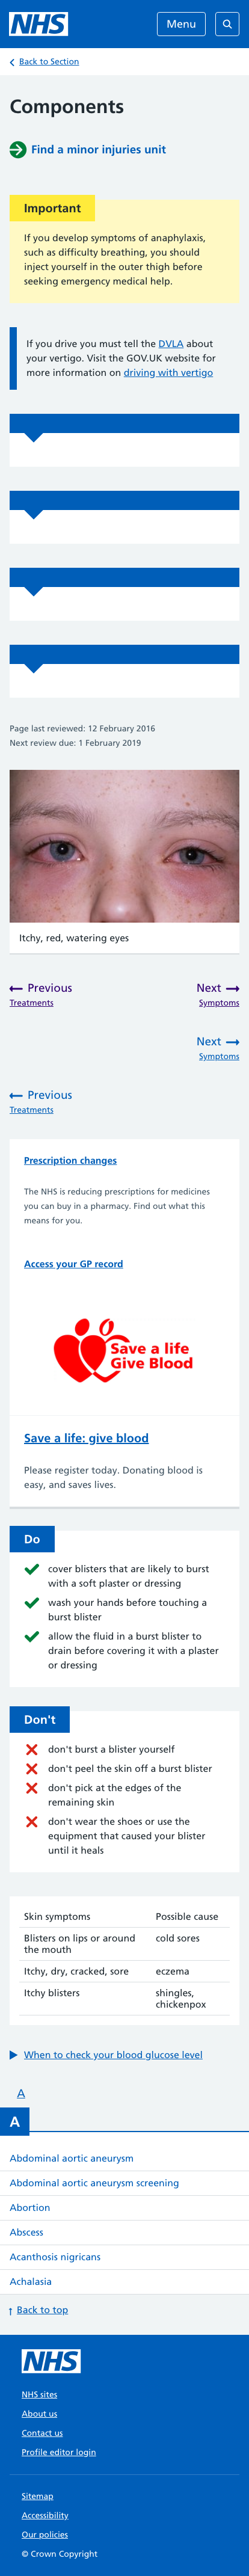 NHS
Menu
Back to Section
Components
Find a minor injuries unit
Important
If you develop symptoms of anaphylaxis,
such as difficulty breathing, you should
inject yourself in the outer thigh before
seeking emergency medical help.
If you drive you must tell the DVLA about
your vertigo. Visit the GOV.UK website for
more information on driving with vertigo
Page last reviewed: 12 February 2016
Next review due: 1 February 2019
Itchy, red, watering eyes
Previous
Treatments
Next
Symptoms
Next
Symptoms
Previous
Treatments
Prescription changes
The NHS is reducing prescriptions for medicines
you can buy in a pharmacy. Find out what this
means for you.
Access your GP record
Save a life
Give Blood
Save a life: give blood
Please register today. Donating blood is
easy, and saves lives.
Do
cover blisters that are likely to burst
with a soft plaster or dressing
wash your hands before touching a
burst blister
allow the fluid in a burst blister to
drain before covering it with a plaster
or dressing
Don't
don't burst a blister yourself
don't peel the skin off a burst blister
don't pick at the edges of the
remaining skin
don't wear the shoes or use the
equipment that caused your blister
until it heals
Skin symptoms Possible cause
Blisters on lips or around cold sores
the mouth
Itchy, dry, cracked, sore eczema
Itchy blisters shingles,
chickenpox
When to check your blood glucose level
A
A
Abdominal aortic aneurysm
Abdominal aortic aneurysm screening
Abortion
Abscess
Acanthosis nigricans
Achalasia
Back to top
NHS
NHS sites
About us
Contact us
Profile editor login
Sitemap
Accessibility
Our policies
© Crown Copyright